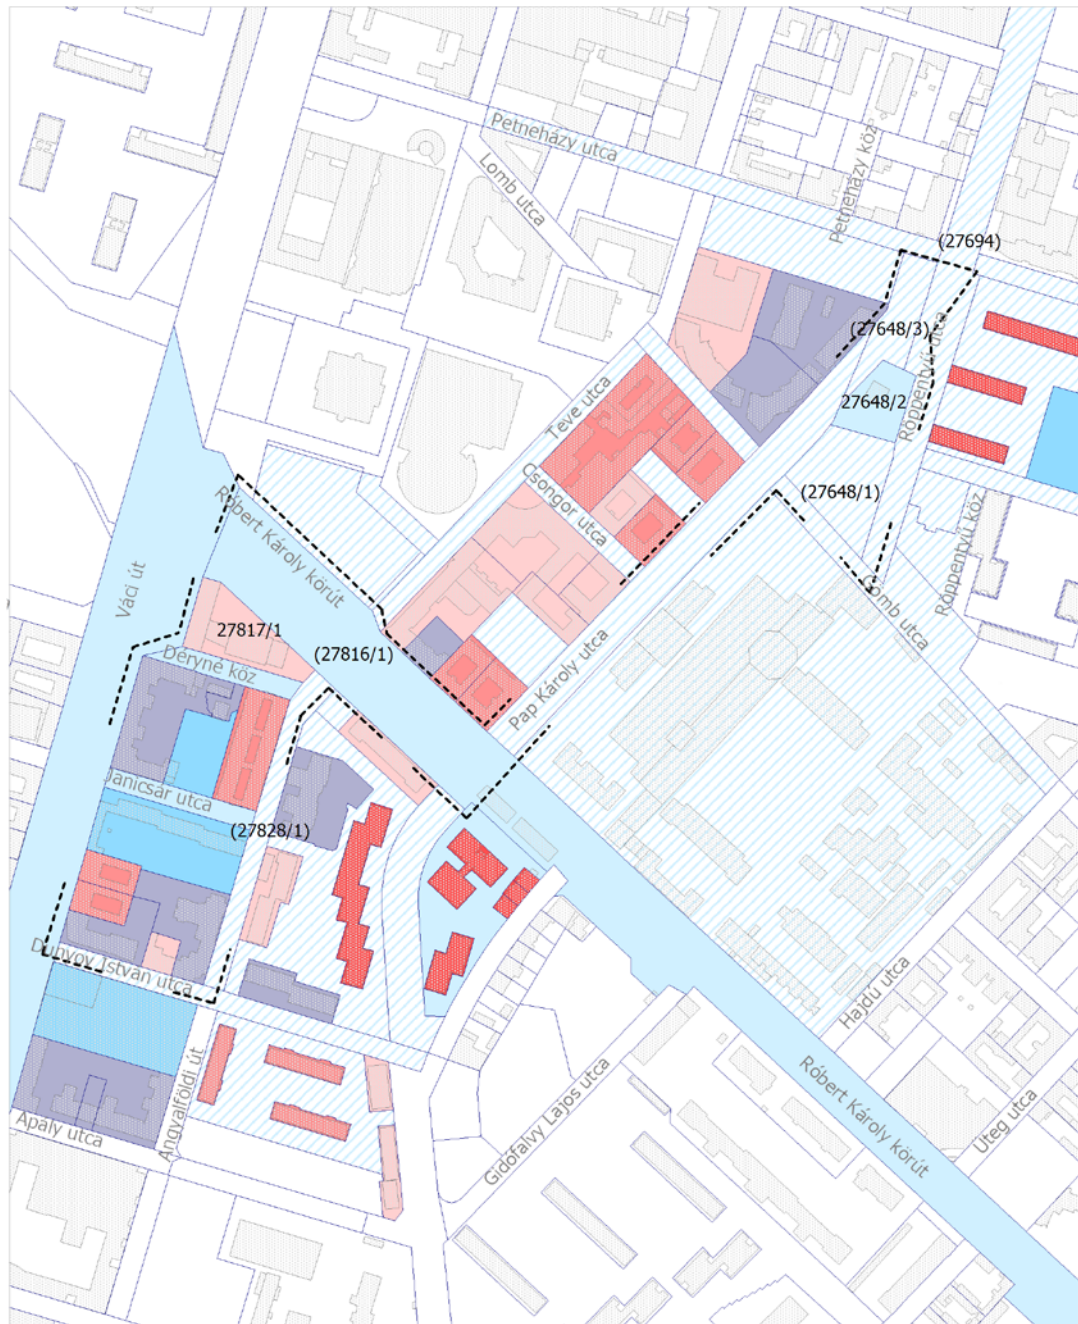 Petneházy utca
Lomb utca
Petneházy köz
(27694)
(27648/3)
Röppentyű utca
27648/2
Teve utca
Csongor utca
(27648/1)
Röppentyű köz
Gömb utca
Róbert Károly körút
Váci út
27817/1
(27816/1)
Déryné köz
Pap Károly utca
Janicsár utca
(27828/1)
Dunyov István utca
Hajdú utca
Angyalföldi út
Apály utca
Gidófalvy Lajos utca
Róbert Károly körút
Üteg utca